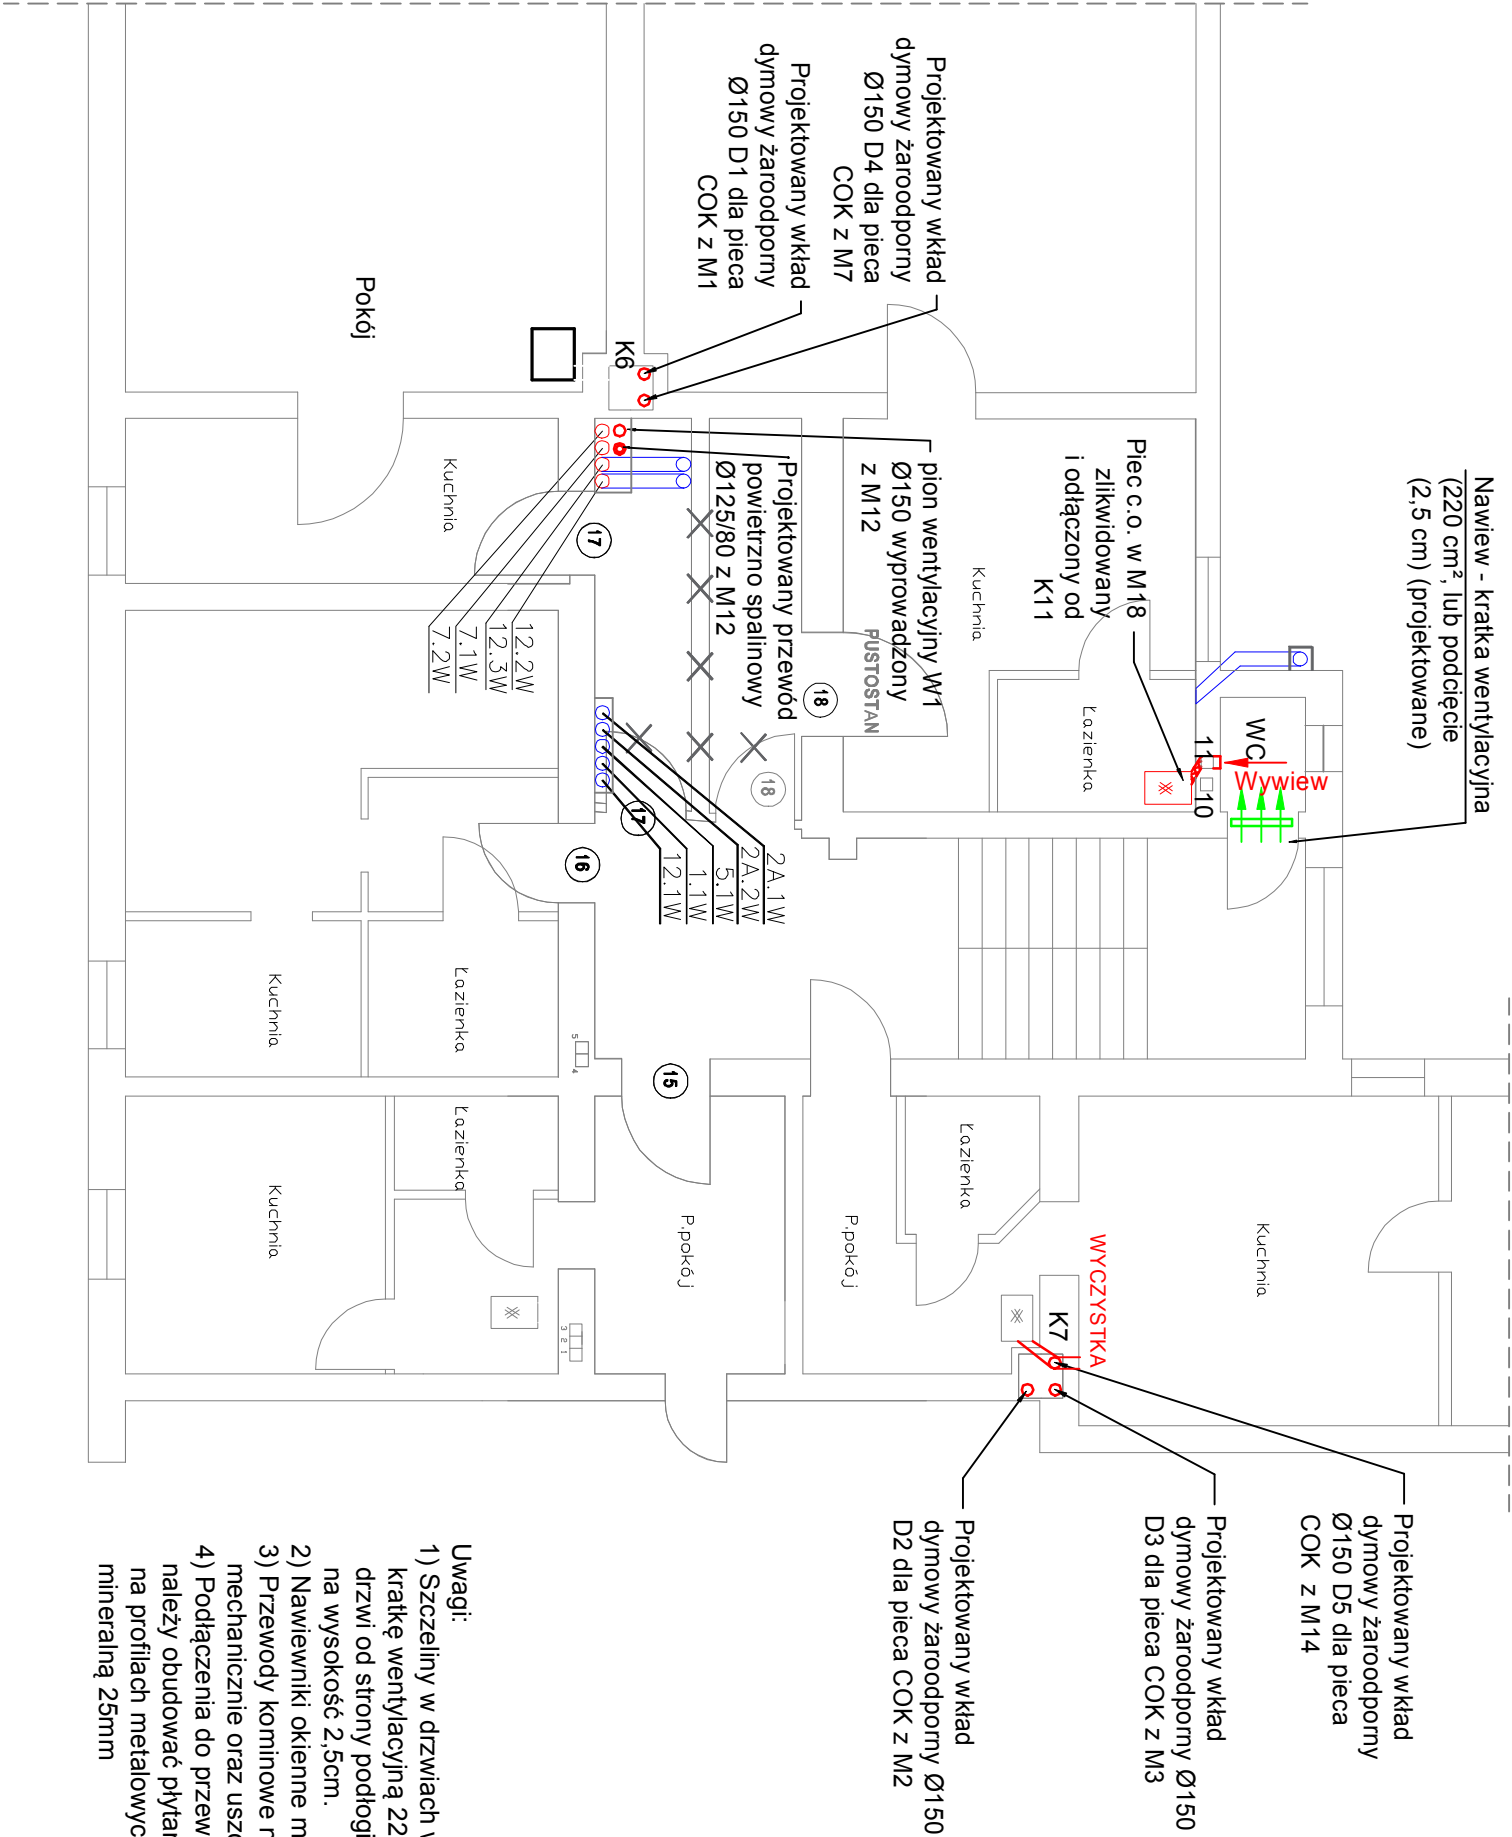 Nawiew - kratka wentylacyjna
(220 cm², lub podcięcie
(2,5 cm) (projektowane)
Projektowany wkład
dymowy żaroodporny
Ø150 D4 dla pieca
COK z M7
Projektowany wkład
dymowy żaroodporny
Ø150 D1 dla pieca
COK z M1
Piec c.o. w M18
zlikwidowany
i odłączony od
K11
pion wentylacyjny W1
Ø150 wyprowadzony
z M12
Projektowany przewód
powietrzno spalinowy
Ø125/80 z M12
K6
Pokój
Kuchnia
Kuchnia
PUSTOSTAN
Łazienka
WC
Wywiew
11
10
17
18
18
17
16
15
12.2W
12.3W
7.1W
7.2W
2A.1W
2A.2W
5.1W
1.1W
12.1W
Kuchnia
Łazienka
5
4
Łazienka
Kuchnia
P.pokój
P.pokój
Łazienka
Kuchnia
3 2 1
WYCZYSTKA
K7
Projektowany wkład
dymowy żaroodporny
Ø150 D5 dla pieca
COK z M14
Projektowany wkład
dymowy żaroodporny Ø150
D3 dla pieca COK z M3
Projektowany wkład
dymowy żaroodporny Ø150
D2 dla pieca COK z M2
Uwagi:
1) Szczeliny w drzwiach
kratkę wentylacyjną 22
drzwi od strony podłogi
na wysokość 2,5cm.
2) Nawiewniki okienne m
3) Przewody kominowe
mechanicznie oraz
4) Podłączenia do
należy obudować
na profilach
mineralną 25mm